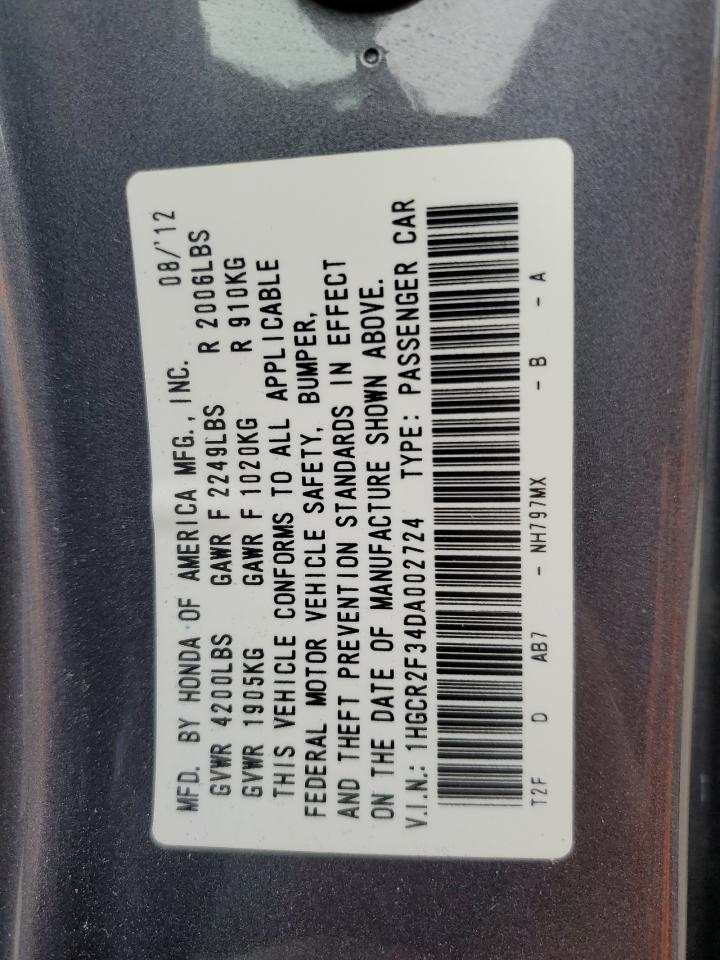 MFD. BY HONDA OF AMERICA MFG., INC. 08/'12
GVWR 4200LBS GAWR F 2249LBS R 2006LBS
GVWR 1905KG GAWR F 1020KG R 910KG
THIS VEHICLE CONFORMS TO ALL APPLICABLE
FEDERAL MOTOR VEHICLE SAFETY, BUMPER,
AND THEFT PREVENTION STANDARDS IN EFFECT
ON THE DATE OF MANUFACTURE SHOWN ABOVE.
V.I.N.: 1HGCR2F34DA002724 TYPE: PASSENGER CAR
T2F D AB7 - NH797MX - B - A